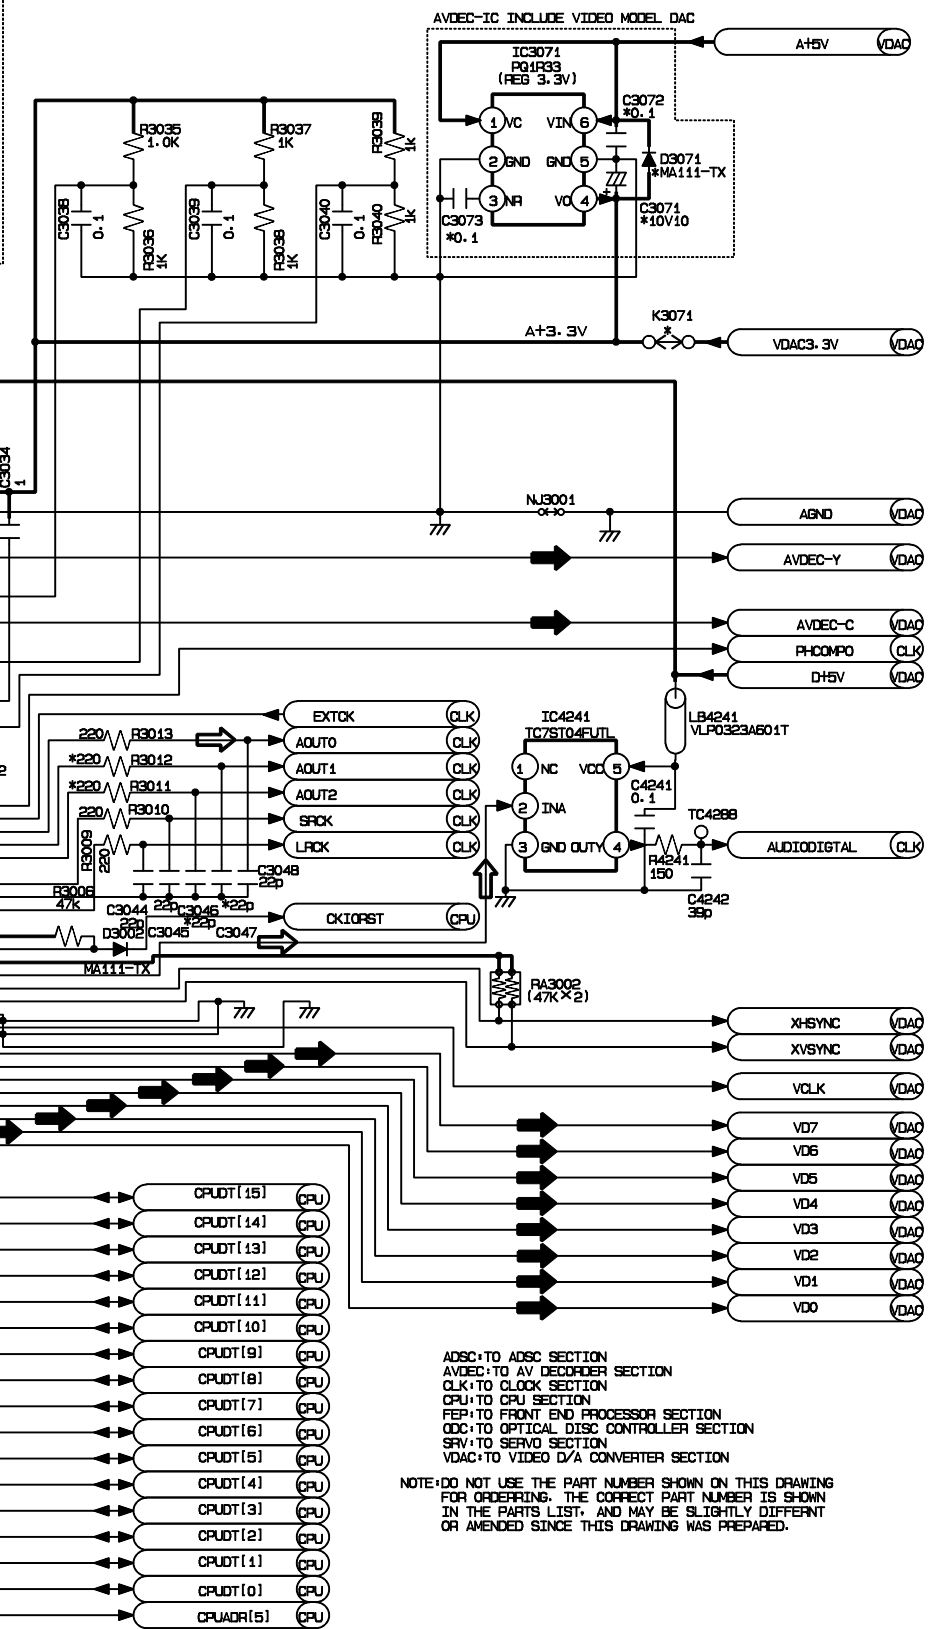 AVDEC-IC INCLUDE VIDEO MODEL DAC
A+5V VDAC
IC3071
PQ1R33
(REG 3.3V)
1 VC VIN 6
2 GND GND 5
3 NR VO 4
C3072
*0.1
D3071
*MA111-TX
C3071
*10V10
+
C3073
*0.1
R3035
1.0K
R3037
1K
R3039
1k
C3038
0.1
R3036
1K
C3039
0.1
R3038
1K
C3040
0.1
R3040
1k
A+3.3V
K3071
*
VDAC3.3V VDAC
C3034
1
NJ3001
AGND VDAC
AVDEC-Y VDAC
AVDEC-C VDAC
PHCOMPO CLK
D+5V VDAC
EXTCK CLK
220 R3013
AOUT0 CLK
*220 R3012
AOUT1 CLK
*220 R3011
AOUT2 CLK
220 R3010
SRCK CLK
R3009
220
LRCK CLK
2
IC4241
TC7ST04FUTL
1 NC VCC 5
2 INA
3 GND OUTY 4
LB4241
VLP0323A601T
C4241
0.1
TC4288
R4241
150
C4242
39p
AUDIODIGTAL CLK
C3048
22p
R3006
47k
C3044
22p
22p
C3045
C3046
*22p
*22p
C3047
D3002
MA111-TX
CKIORST CPU
RA3002
(47K×2)
XHSYNC VDAC
XVSYNC VDAC
VCLK VDAC
VD7 VDAC
VD6 VDAC
VD5 VDAC
VD4 VDAC
VD3 VDAC
VD2 VDAC
VD1 VDAC
VD0 VDAC
CPUDT[15] CPU
CPUDT[14] CPU
CPUDT[13] CPU
CPUDT[12] CPU
CPUDT[11] CPU
CPUDT[10] CPU
CPUDT[9] CPU
CPUDT[8] CPU
CPUDT[7] CPU
CPUDT[6] CPU
CPUDT[5] CPU
CPUDT[4] CPU
CPUDT[3] CPU
CPUDT[2] CPU
CPUDT[1] CPU
CPUDT[0] CPU
CPUADR[5] CPU
ADSC:TO ADSC SECTION
AVDEC:TO AV DECORDER SECTION
CLK:TO CLOCK SECTION
CPU:TO CPU SECTION
FEP:TO FRONT END PROCESSOR SECTION
ODC:TO OPTICAL DISC CONTROLLER SECTION
SRV:TO SERVO SECTION
VDAC:TO VIDEO D/A CONVERTER SECTION
NOTE:DO NOT USE THE PART NUMBER SHOWN ON THIS DRAWING
FOR ORDERRING. THE CORRECT PART NUMBER IS SHOWN
IN THE PARTS LIST, AND MAY BE SLIGHTLY DIFFERNT
OR AMENDED SINCE THIS DRAWING WAS PREPARED.